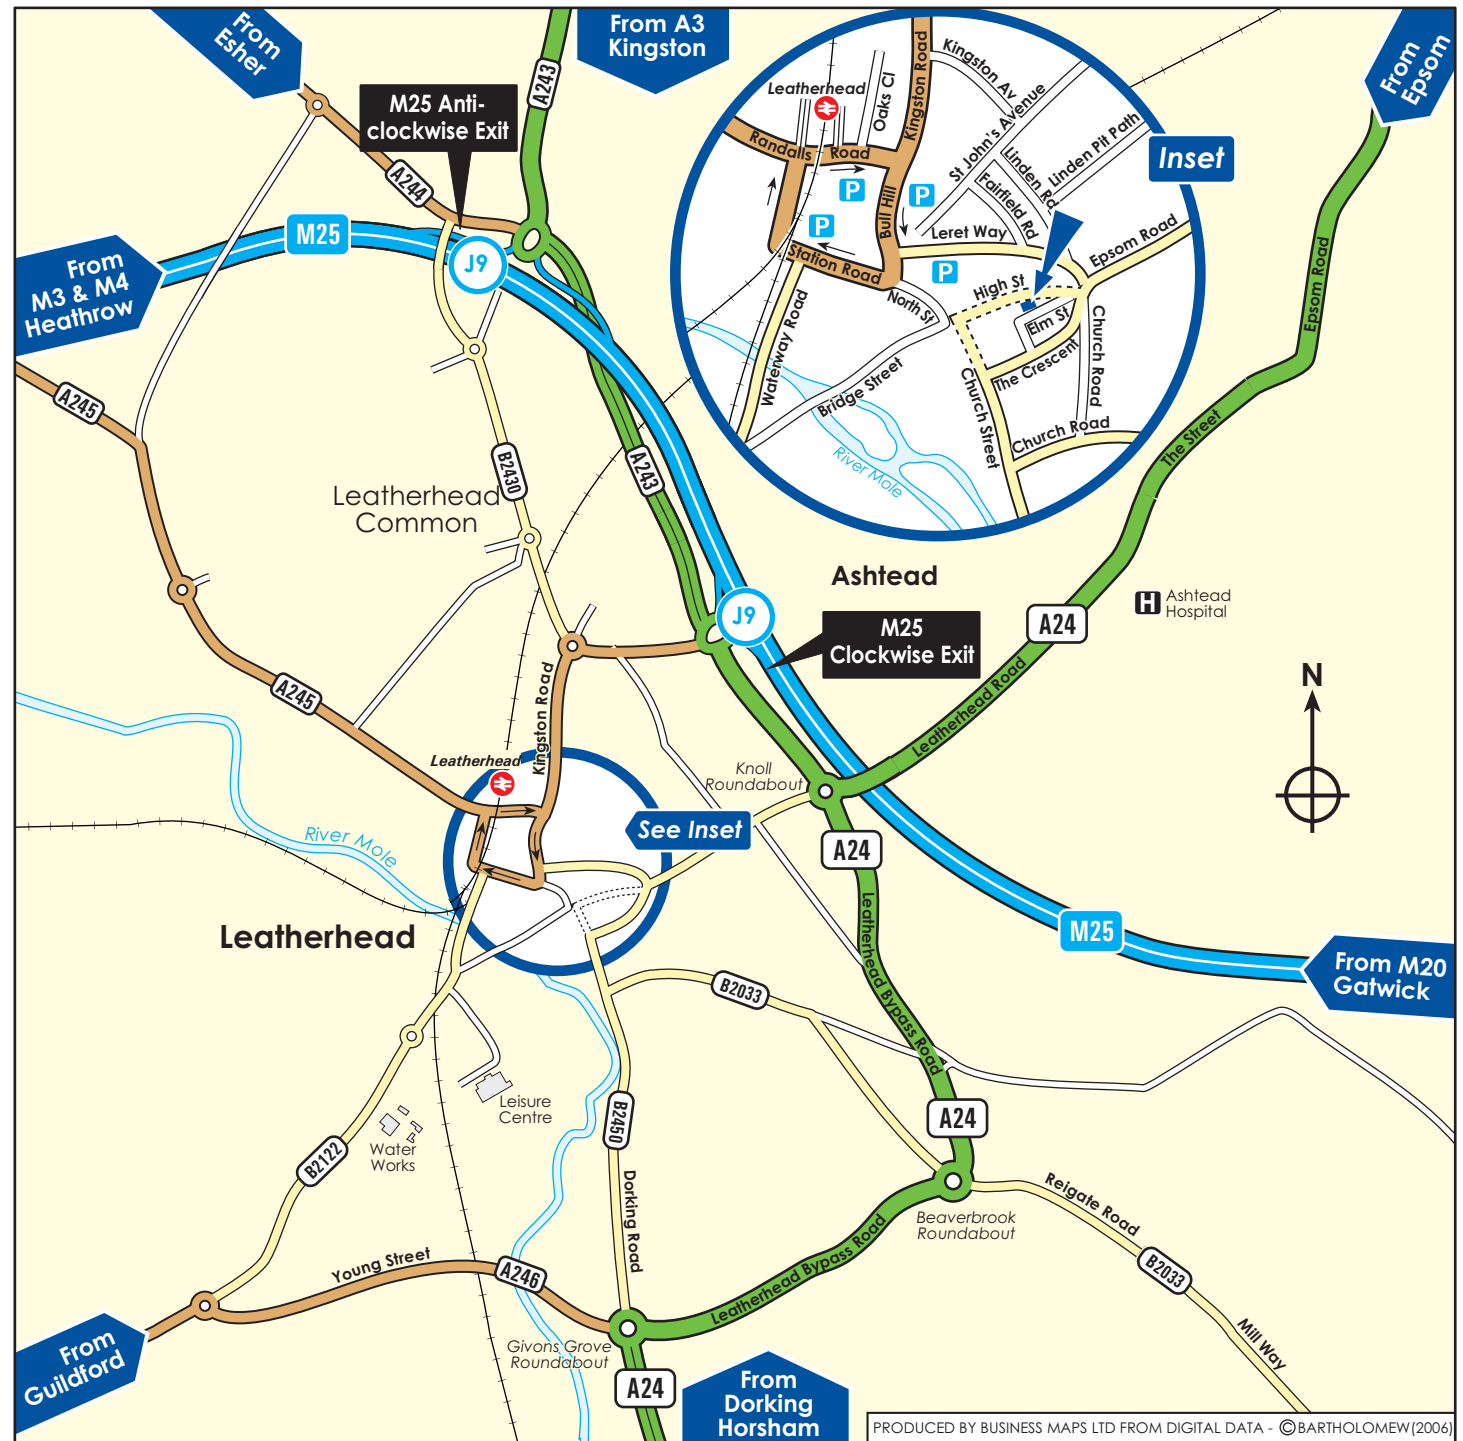 From
Esher
From A3
Kingston
From
Epsom
M25 Anti-
clockwise Exit
A243
A244
M25
J9
From
M3 & M4
Heathrow
Inset
Leatherhead
Oaks Cl
Kingston Road
Kingston Av
St John's Avenue
Linden Rd
Linden Pit Path
Fairfield Rd
Randalls Road
P
P
P
Bull Hill
Leret Way
Epsom Road
Station Road
P
North St
High St
Elm St
Church Road
The Crescent
Waterway Road
Bridge Street
Church Street
Church Road
River Mole
Epsom Road
The Street
A245
B2430
A243
Leatherhead
Common
Ashtead
H
Ashtead
Hospital
A24
J9
M25
Clockwise Exit
Leatherhead Road
N
A245
Kingston Road
Leatherhead
Knoll
Roundabout
See Inset
River Mole
A24
Leatherhead
M25
From M20
Gatwick
Leatherhead Bypass Road
B2033
Leisure
Centre
Water
Works
B2450
A24
B2122
Dorking Road
Beaverbrook
Roundabout
Reigate Road
B2033
Mill Way
Young Street
A246
Leatherhead Bypass Road
Givons Grove
Roundabout
A24
From
Guildford
From
Dorking
Horsham
PRODUCED BY BUSINESS MAPS LTD FROM DIGITAL DATA - ©BARTHOLOMEW(2006)